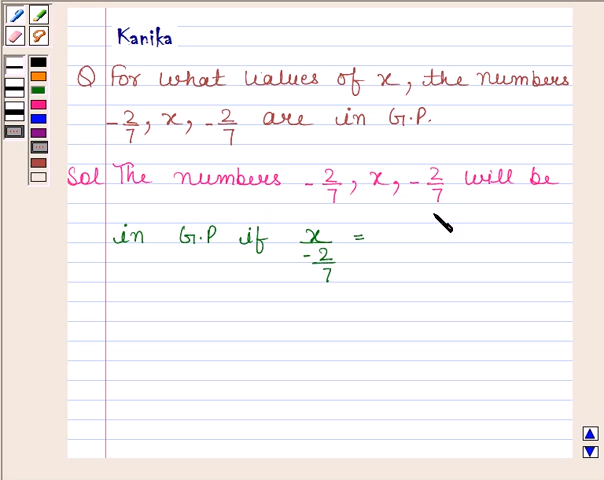 Kanika
Q For what values of x, the numbers
-2/7, x, -2/7 are in G.P.
Sol The numbers -2/7, x, -2/7 will be
in G.P if x/(-2/7) =